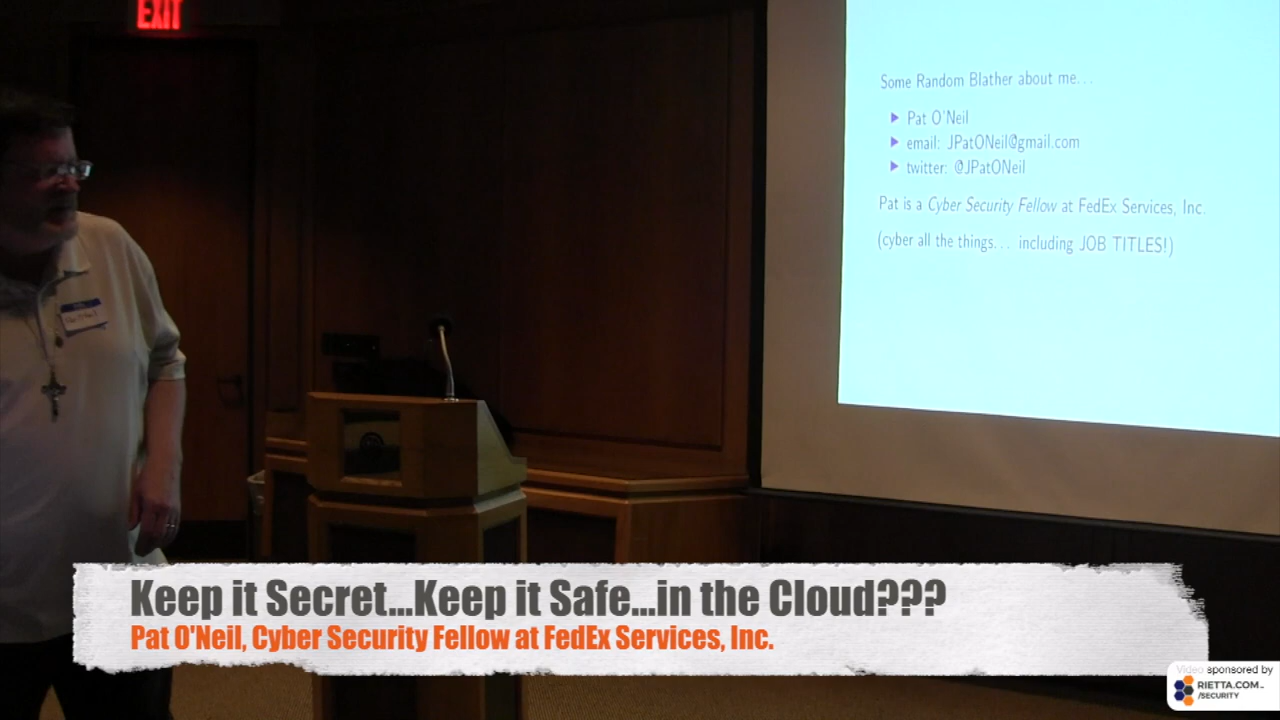 EXIT
Some Random Blather about me...
Pat O'Neil
email: JPatONeil@gmail.com
twitter: @JPatONeil
Pat is a Cyber Security Fellow at FedEx Services, Inc.
(cyber all the things... including JOB TITLES!)
Keep it Secret...Keep it Safe...in the Cloud???
Pat O'Neil, Cyber Security Fellow at FedEx Services, Inc.
Video sponsored by
RIETTA.COM
/SECURITY